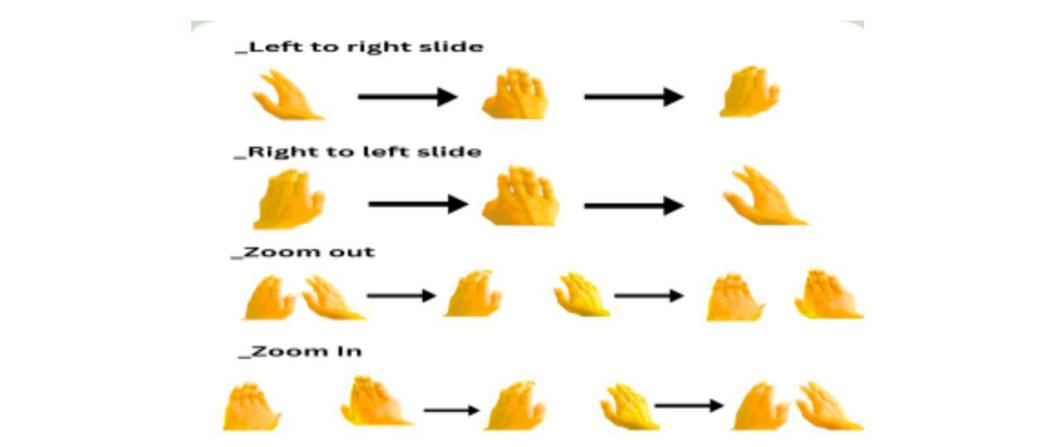 _Left to right slide
_Right to left slide
_Zoom out
_Zoom In